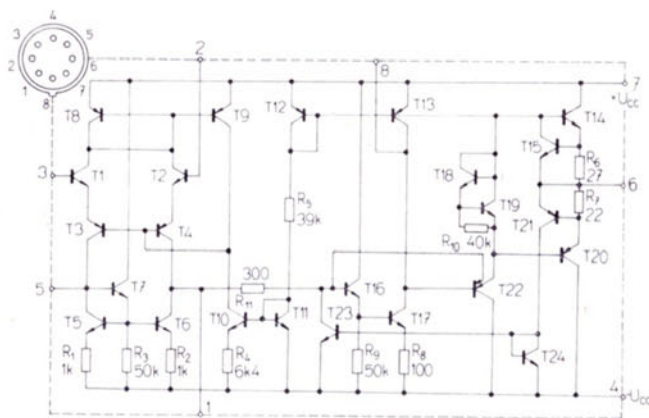 4
3
5
2
6
1
7
8
2
8
7
+Ucc
T8
T9
T12
T13
T14
T15
R6
27
6
R7
22
3
T1
T2
T18
T19
R5
39k
T3
T4
T21
R10
40k
T20
5
T7
300
R11
T16
T22
T5
T6
T10
T11
T23
T17
T24
R1
1k
R3
50k
R2
1k
R4
6k4
R9
50k
R8
100
4
-Ucc
1